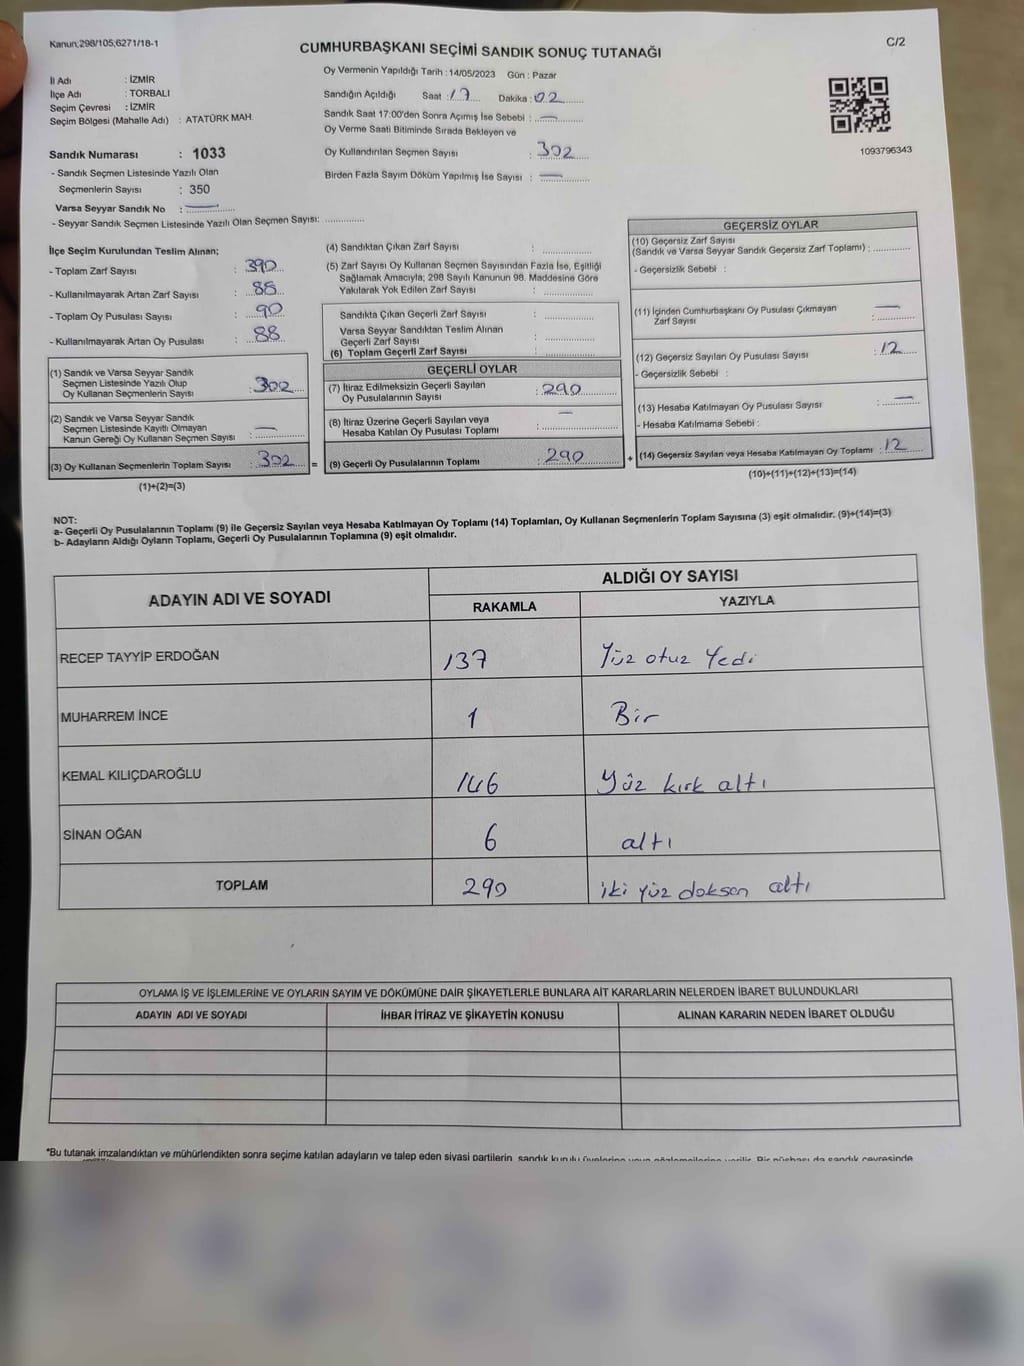 Kanun,298/105,6271/18-1
C/2
CUMHURBAŞKANI SEÇİMİ SANDIK SONUÇ TUTANAĞI
İl Adı : İZMİR
İlçe Adı : TORBALI
Seçim Çevresi : İZMİR
Seçim Bölgesi (Mahalle Adı) : ATATÜRK MAH.
Sandık Numarası : 1033
- Sandık Seçmen Listesinde Yazılı Olan
Seçmenlerin Sayısı : 350
Varsa Seyyar Sandık No : —
- Seyyar Sandık Seçmen Listesinde Yazılı Olan Seçmen Sayısı: ..............
Oy Vermenin Yapıldığı Tarih : 14/05/2023 Gün : Pazar
Sandığın Açıldığı Saat : 17 Dakika : 02
Sandık Saat 17:00'den Sonra Açımış İse Sebebi : —
Oy Verme Saati Bitiminde Sırada Bekleyen ve
Oy Kullandırılan Seçmen Sayısı : 302
Birden Fazla Sayım Döküm Yapılmış İse Sayısı : —
1093796343
İlçe Seçim Kurulundan Teslim Alınan;
- Toplam Zarf Sayısı : 390
- Kullanılmayarak Artan Zarf Sayısı : 88
- Toplam Oy Pusulası Sayısı : 90
- Kullanılmayarak Artan Oy Pusulası : 88
(1) Sandık ve Varsa Seyyar Sandık
Seçmen Listesinde Yazılı Olup
Oy Kullanan Seçmenlerin Sayısı : 302
(2) Sandık ve Varsa Seyyar Sandık
Seçmen Listesinde Kayıtlı Olmayan
Kanun Gereği Oy Kullanan Seçmen Sayısı : —
(3) Oy Kullanan Seçmenlerin Toplam Sayısı : 302 =
(1)+(2)=(3)
(4) Sandıktan Çıkan Zarf Sayısı : ..............
(5) Zarf Sayısı Oy Kullanan Seçmen Sayısından Fazla İse, Eşitliği
Sağlamak Amacıyla; 298 Sayılı Kanunun 98. Maddesine Göre
Yakılarak Yok Edilen Zarf Sayısı : ..............
Sandıkta Çıkan Geçerli Zarf Sayısı : ..............
Varsa Seyyar Sandıktan Teslim Alınan
Geçerli Zarf Sayısı : ..............
(6) Toplam Geçerli Zarf Sayısı : ..............
GEÇERLİ OYLAR
(7) İtiraz Edilmeksizin Geçerli Sayılan
Oy Pusulalarının Sayısı : 290
(8) İtiraz Üzerine Geçerli Sayılan veya
Hesaba Katılan Oy Pusulası Toplamı : —
(9) Geçerli Oy Pusulalarının Toplamı : 290 +
GEÇERSİZ OYLAR
(10) Geçersiz Zarf Sayısı
(Sandık ve Varsa Seyyar Sandık Geçersiz Zarf Toplamı) : ..............
- Geçersizlik Sebebi :
(11) İçinden Cumhurbaşkanı Oy Pusulası Çıkmayan
Zarf Sayısı : —
(12) Geçersiz Sayılan Oy Pusulası Sayısı : 12
- Geçersizlik Sebebi :
(13) Hesaba Katılmayan Oy Pusulası Sayısı : —
- Hesaba Katılmama Sebebi :
(14) Geçersiz Sayılan veya Hesaba Katılmayan Oy Toplamı : 12
(10)+(11)+(12)+(13)=(14)
NOT:
a- Geçerli Oy Pusulalarının Toplamı (9) ile Geçersiz Sayılan veya Hesaba Katılmayan Oy Toplamı (14) Toplamları, Oy Kullanan Seçmenlerin Toplam Sayısına (3) eşit olmalıdır. (9)+(14)=(3)
b- Adayların Aldığı Oyların Toplamı, Geçerli Oy Pusulalarının Toplamına (9) eşit olmalıdır.
ADAYIN ADI VE SOYADI
ALDIĞI OY SAYISI
RAKAMLA YAZIYLA
RECEP TAYYİP ERDOĞAN 137 Yüz otuz Yedi
MUHARREM İNCE 1 Bir
KEMAL KILIÇDAROĞLU 146 Yüz kırk altı
SİNAN OĞAN 6 altı
TOPLAM 290 iki yüz doksan altı
OYLAMA İŞ VE İŞLEMLERİNE VE OYLARIN SAYIM VE DÖKÜMÜNE DAİR ŞİKAYETLERLE BUNLARA AİT KARARLARIN NELERDEN İBARET BULUNDUKLARI
ADAYIN ADI VE SOYADI İHBAR İTİRAZ VE ŞİKAYETİN KONUSU ALINAN KARARIN NEDEN İBARET OLDUĞU
*Bu tutanak imzalandıktan ve mühürlendikten sonra seçime katılan adayların ve talep eden siyasi partilerin, sandık kurulu